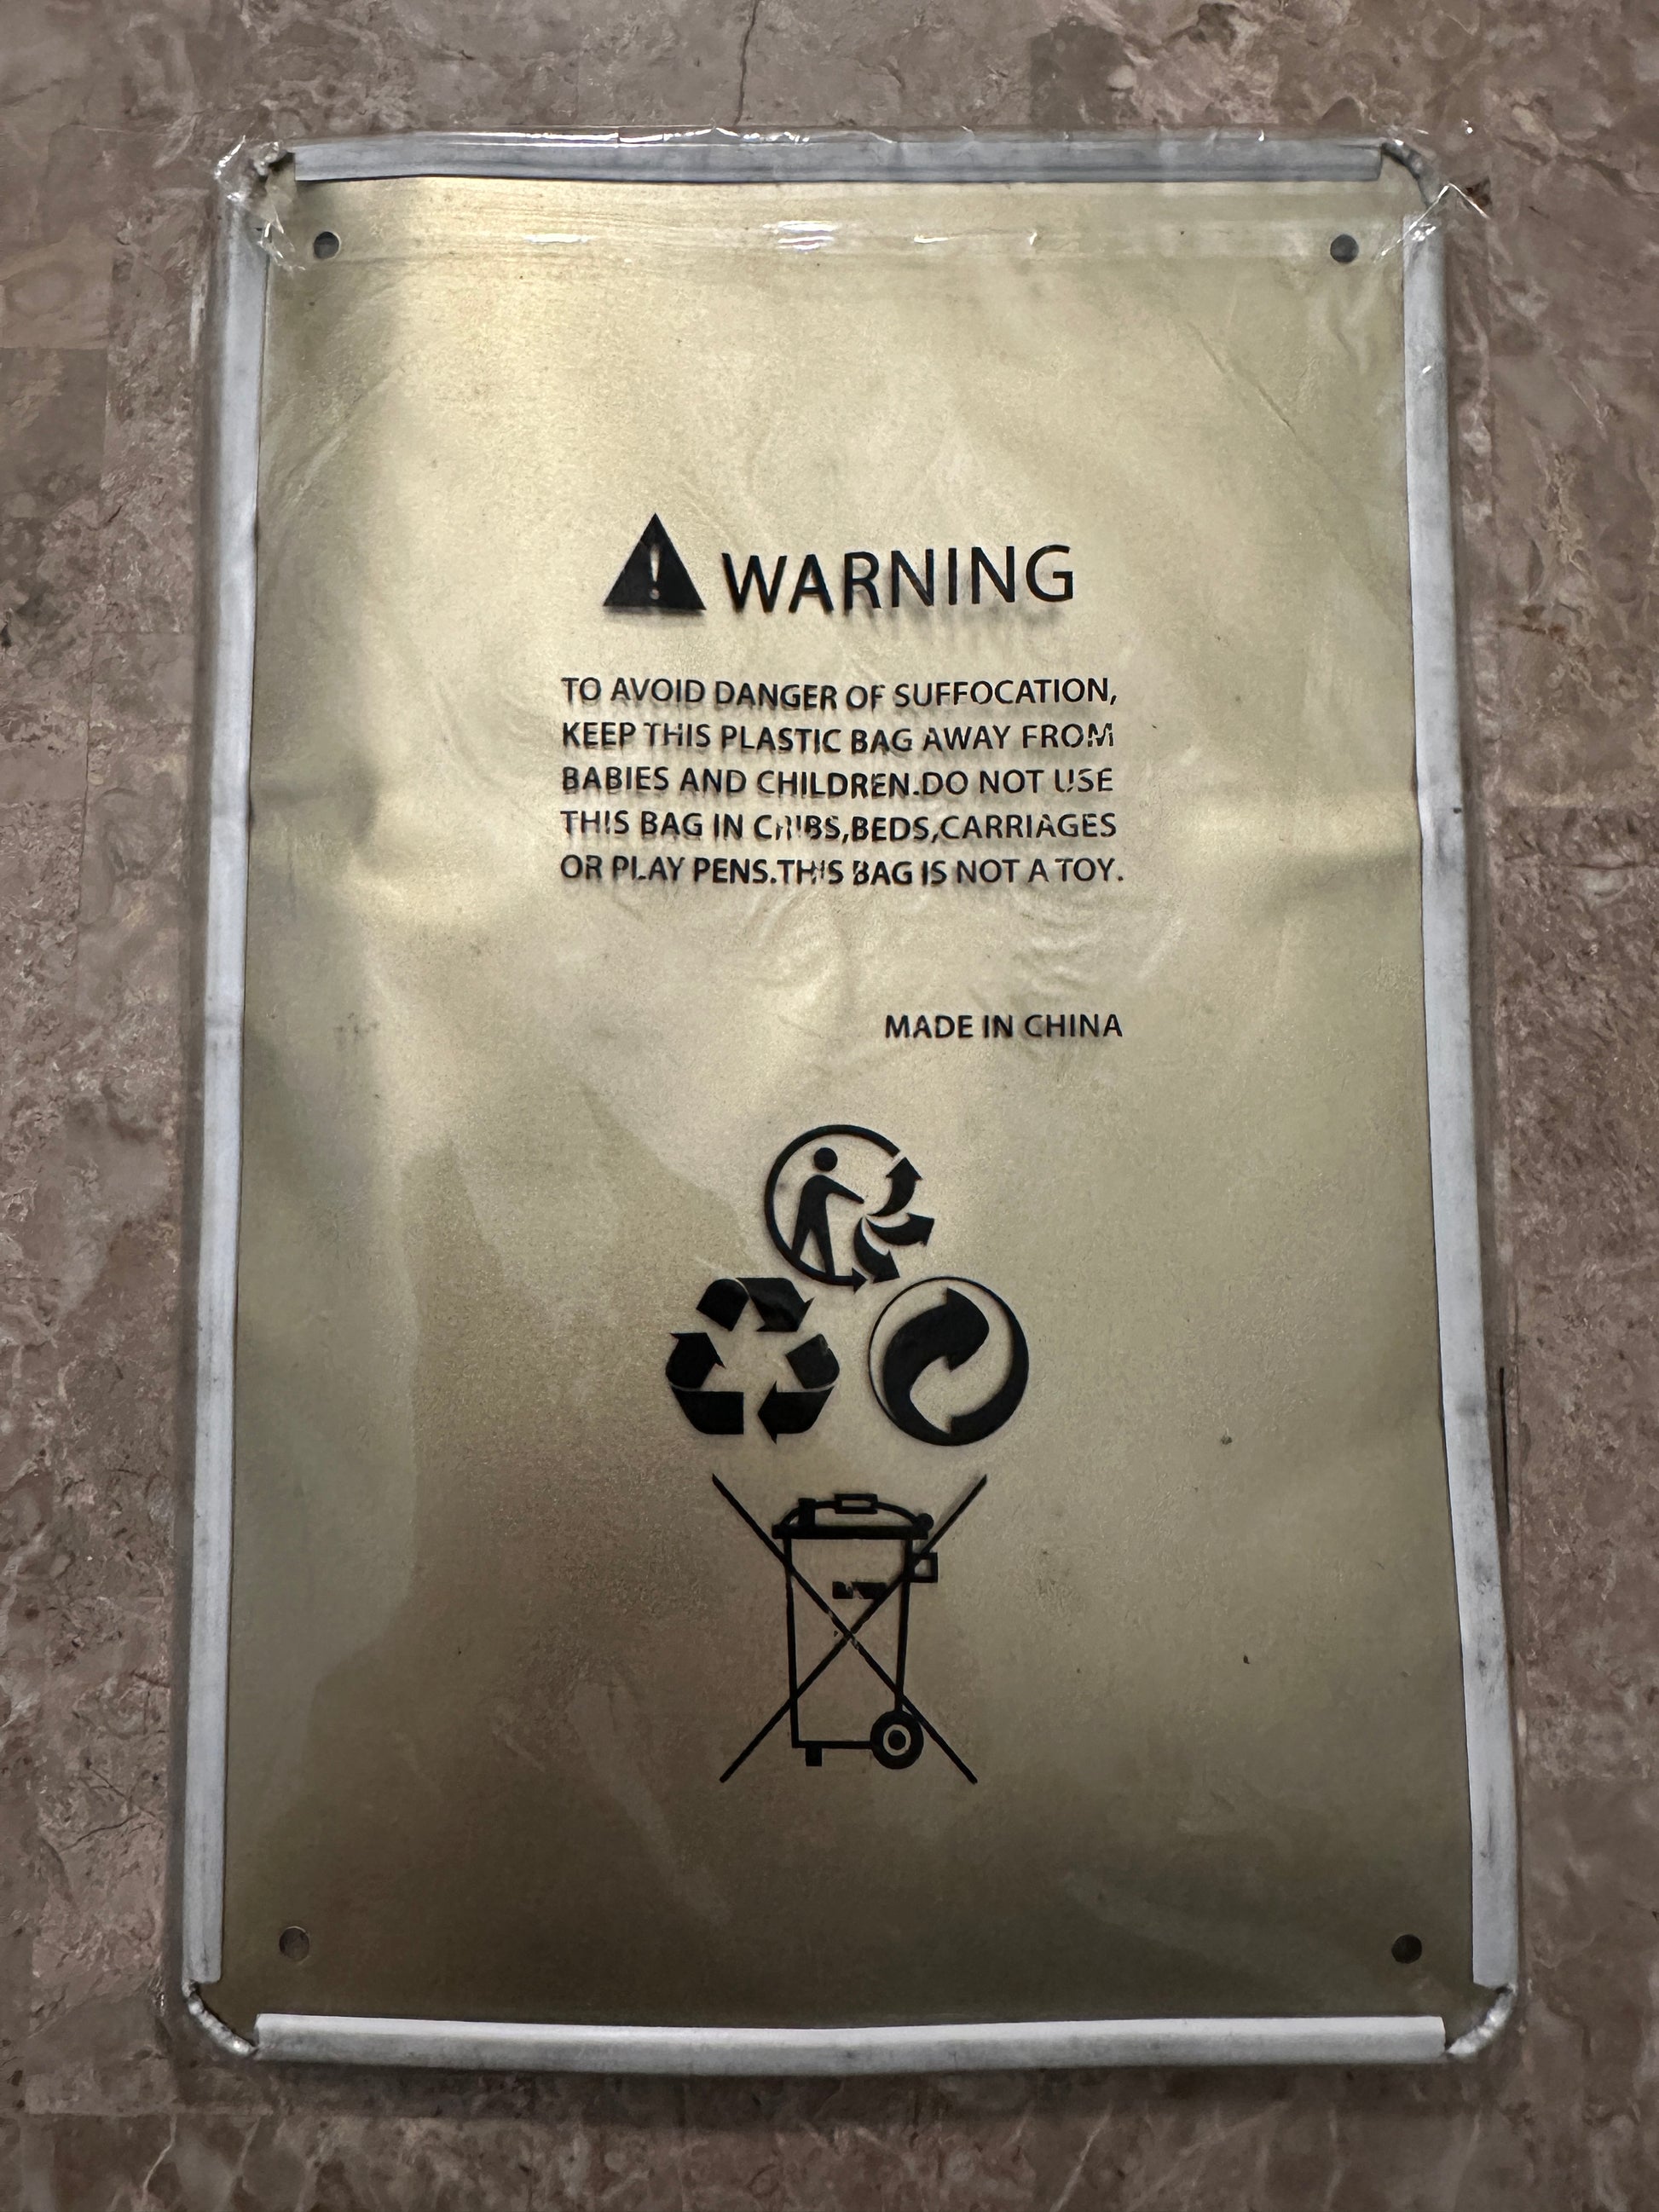 WARNING
TO AVOID DANGER OF SUFFOCATION,
KEEP THIS PLASTIC BAG AWAY FROM
BABIES AND CHILDREN.DO NOT USE
THIS BAG IN CRIBS,BEDS,CARRIAGES
OR PLAY PENS.THIS BAG IS NOT A TOY.
MADE IN CHINA